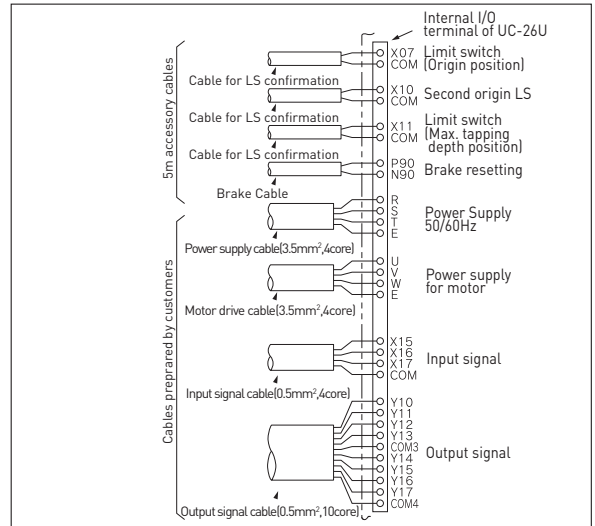 Internal I/O
terminal of UC-26U
X07
COM
Limit switch
(Origin position)
Cable for LS confirmation
X10
COM
Second origin LS
Cable for LS confirmation
X11
COM
Limit switch
(Max. tapping
depth position)
Cable for LS confirmation
P90
N90
Brake resetting
Brake Cable
5m accessory cables
R
S
T
E
Power Supply
50/60Hz
Power supply cable(3.5mm²,4core)
U
V
W
E
Power supply
for motor
Motor drive cable(3.5mm²,4core)
X15
X16
X17
COM
Input signal
Input signal cable(0.5mm²,4core)
Y10
Y11
Y12
Y13
COM3
Y14
Y15
Y16
Y17
COM4
Output signal
Output signal cable(0.5mm²,10core)
Cables preprared by customers